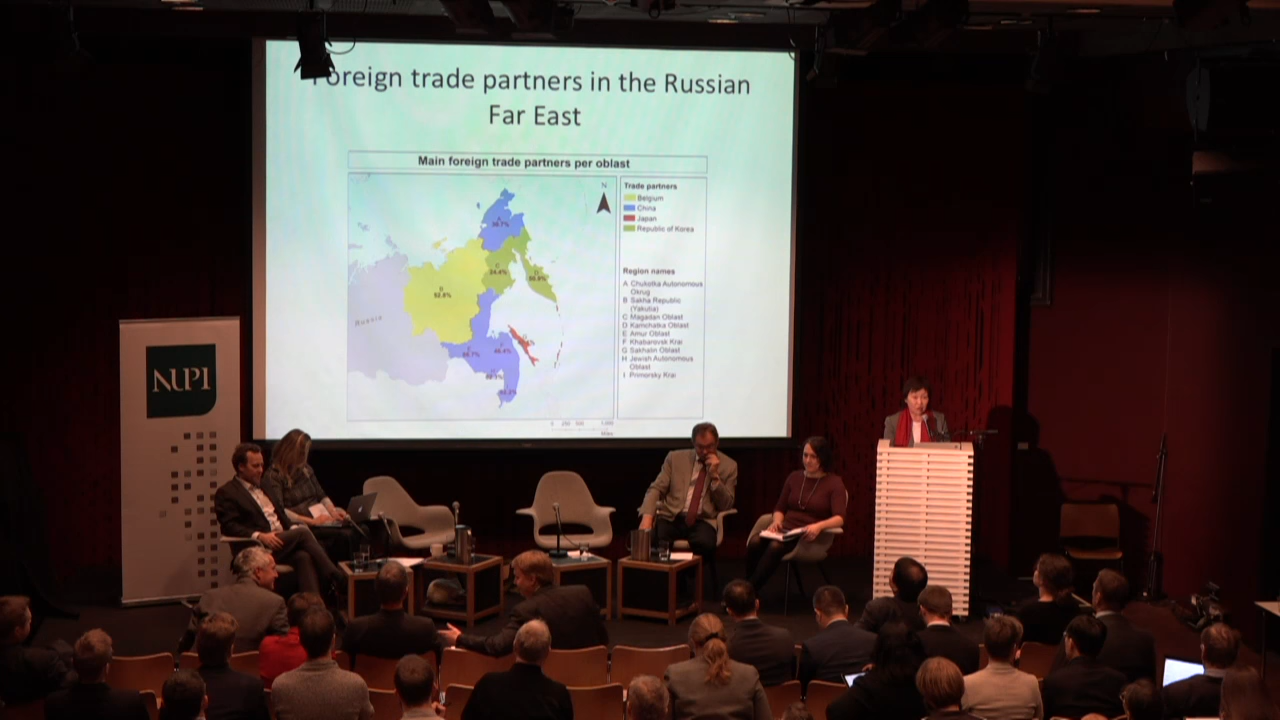 Foreign trade partners in the Russian
Far East
Main foreign trade partners per oblast
N
Trade partners
Belgium
China
Japan
Republic of Korea
Region names
A Chukotka Autonomous
Okrug
B Sakha Republic
(Yakutia)
C Magadan Oblast
D Kamchatka Oblast
E Amur Oblast
F Khabarovsk Krai
G Sakhalin Oblast
H Jewish Autonomous
Oblast
I Primorsky Krai
Russia
B
92.8%
NUPI